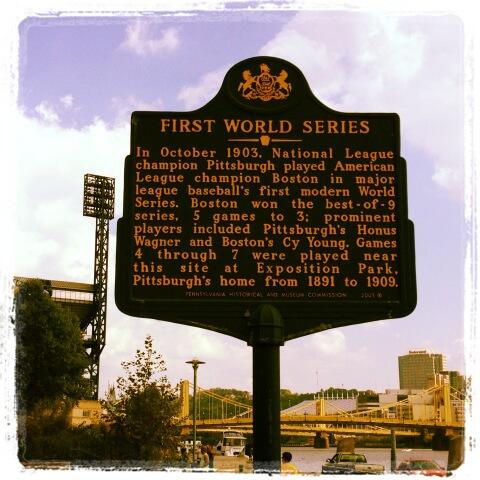 FIRST WORLD SERIES
In October 1903, National League
champion Pittsburgh played American
League champion Boston in major
league baseball's first modern World
Series. Boston won the best-of-9
series, 5 games to 3; prominent
players included Pittsburgh's Honus
Wagner and Boston's Cy Young. Games
4 through 7 were played near
this site at Exposition Park,
Pittsburgh's home from 1891 to 1909.
PENNSYLVANIA HISTORICAL AND MUSEUM COMMISSION